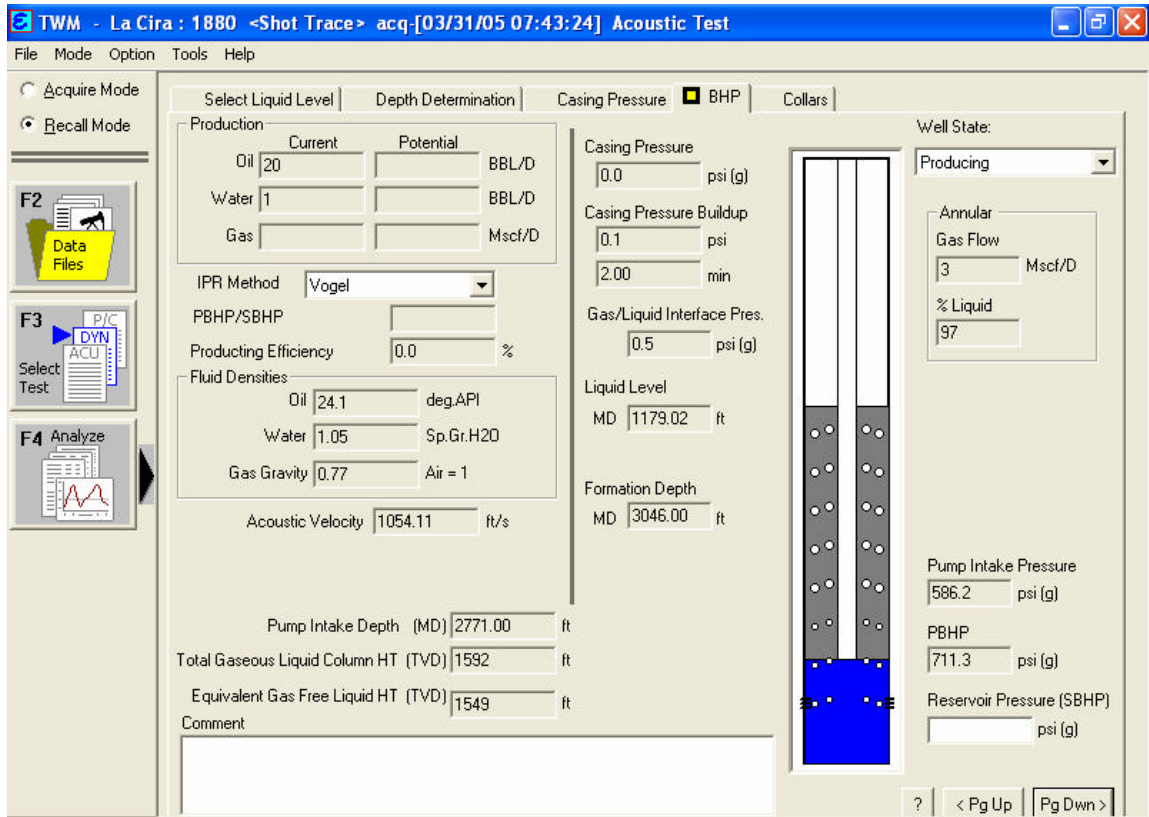 TWM - La Cira : 1880 <Shot Trace> acq-[03/31/05 07:43:24] Acoustic Test
File Mode Option Tools Help
Acquire Mode
Recall Mode
F2
Data
Files
F3
P/C
DYN
ACU
Select
Test
F4 Analyze
Select Liquid Level
Depth Determination
Casing Pressure
BHP
Collars
Production
Current Potential
Oil 20 BBL/D
Water 1 BBL/D
Gas Mscf/D
IPR Method Vogel
PBHP/SBHP
Producting Efficiency 0.0 %
Fluid Densities
Oil 24.1 deg.API
Water 1.05 Sp.Gr.H2O
Gas Gravity 0.77 Air = 1
Acoustic Velocity 1054.11 ft/s
Pump Intake Depth (MD) 2771.00 ft
Total Gaseous Liquid Column HT (TVD) 1592 ft
Equivalent Gas Free Liquid HT (TVD) 1549 ft
Comment
Casing Pressure
0.0 psi (g)
Casing Pressure Buildup
0.1 psi
2.00 min
Gas/Liquid Interface Pres.
0.5 psi (g)
Liquid Level
MD 1179.02 ft
Formation Depth
MD 3046.00 ft
Well State:
Producing
Annular
Gas Flow
3 Mscf/D
% Liquid
97
Pump Intake Pressure
586.2 psi (g)
PBHP
711.3 psi (g)
Reservoir Pressure (SBHP)
psi (g)
? < Pg Up Pg Dwn >